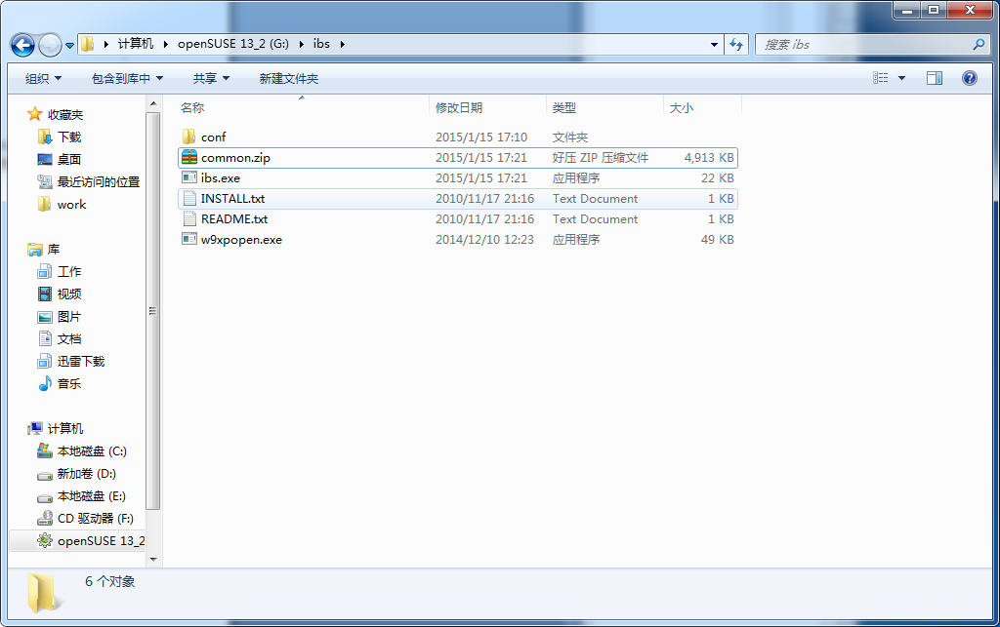 计算机 openSUSE 13_2 (G:) ibs
搜索 ibs
组织 包含到库中 共享 新建文件夹
名称 修改日期 类型 大小
conf 2015/1/15 17:10 文件夹
common.zip 2015/1/15 17:21 好压 ZIP 压缩文件 4,913 KB
ibs.exe 2015/1/15 17:21 应用程序 22 KB
INSTALL.txt 2010/11/17 21:16 Text Document 1 KB
README.txt 2010/11/17 21:16 Text Document 1 KB
w9xpopen.exe 2014/12/10 12:23 应用程序 49 KB
收藏夹
下载
桌面
最近访问的位置
work
库
工作
视频
图片
文档
迅雷下载
音乐
计算机
本地磁盘 (C:)
新加卷 (D:)
本地磁盘 (E:)
CD 驱动器 (F:)
openSUSE 13_2
6 个对象